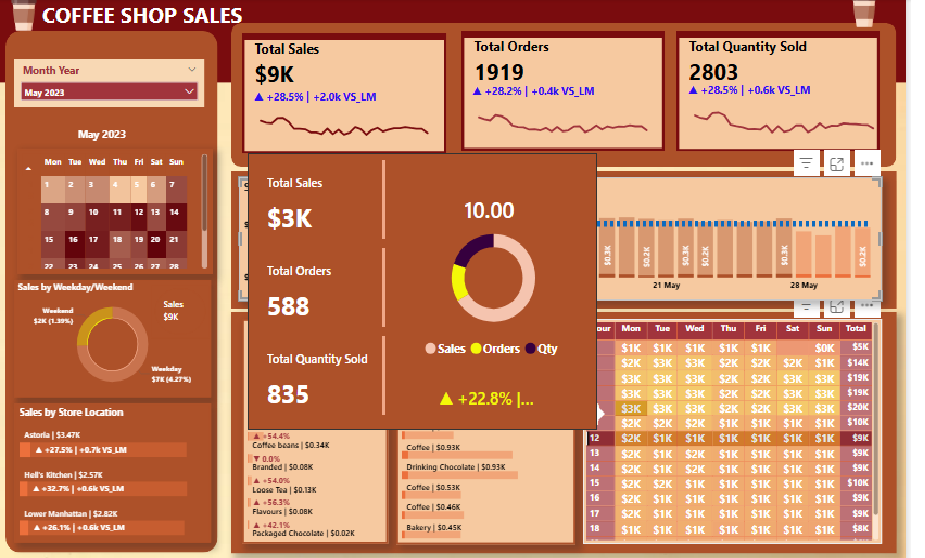 COFFEE SHOP SALES
Month Year
May 2023
May 2023
Mon Tue Wed Thu Fri Sat Sun
1 2 3 4 5 6 7
8 9 10 11 12 13 14
15 16 17 18 19 20 21
22 23 24 25 26 27 28
Sales by Weekday/Weekend
Weekend
$2K (1.39%)
Sales
$9K
Weekday
$7K (4.27%)
Sales by Store Location
Astoria | $3.47K
▲ +27.5% | +0.7k VS_LM
Hell's Kitchen | $2.57K
▲ +32.7% | +0.6k VS_LM
Lower Manhattan | $2.82K
▲ +26.1% | +0.6k VS_LM
Total Sales
$9K
▲ +28.5% | +2.0k VS_LM
Total Orders
1919
▲ +28.2% | +0.4k VS_LM
Total Quantity Sold
2803
▲ +28.5% | +0.6k VS_LM
Total Sales
$3K
Total Orders
588
Total Quantity Sold
835
10.00
Sales Orders Qty
▲ +22.8% |...
$0.3K $0.2K $0.3K $0.3K $0.2K
21 May 28 May
▲ +54.4%
Coffee beans | $0.34K
▼ 0.0%
Branded | $0.08K
▲ +54.0%
Loose Tea | $0.13K
▲ +56.3%
Flavours | $0.08K
▲ +42.1%
Packaged Chocolate | $0.02K
Coffee | $0.93K
Drinking Chocolate | $0.93K
Coffee | $0.53K
Coffee | $0.46K
Bakery | $0.45K
our Mon Tue Wed Thu Fri Sat Sun Total
$1K $1K $1K $1K $1K $0K $5K
$2K $3K $3K $2K $2K $2K $1K $14K
$3K $3K $3K $2K $2K $3K $3K $19K
$3K $3K $3K $2K $2K $3K $3K $19K
$3K $3K $3K $2K $2K $3K $3K $20K
$2K $2K $2K $1K $1K $1K $1K $10K
12 $2K $1K $1K $1K $1K $1K $1K $9K
13 $2K $1K $1K $1K $1K $1K $1K $9K
14 $2K $1K $1K $1K $1K $1K $1K $9K
15 $2K $2K $1K $1K $1K $1K $1K $10K
16 $2K $1K $1K $1K $1K $1K $1K $9K
17 $2K $1K $1K $1K $1K $1K $1K $9K
18 $1K $1K $1K $1K $1K $1K $1K $8K